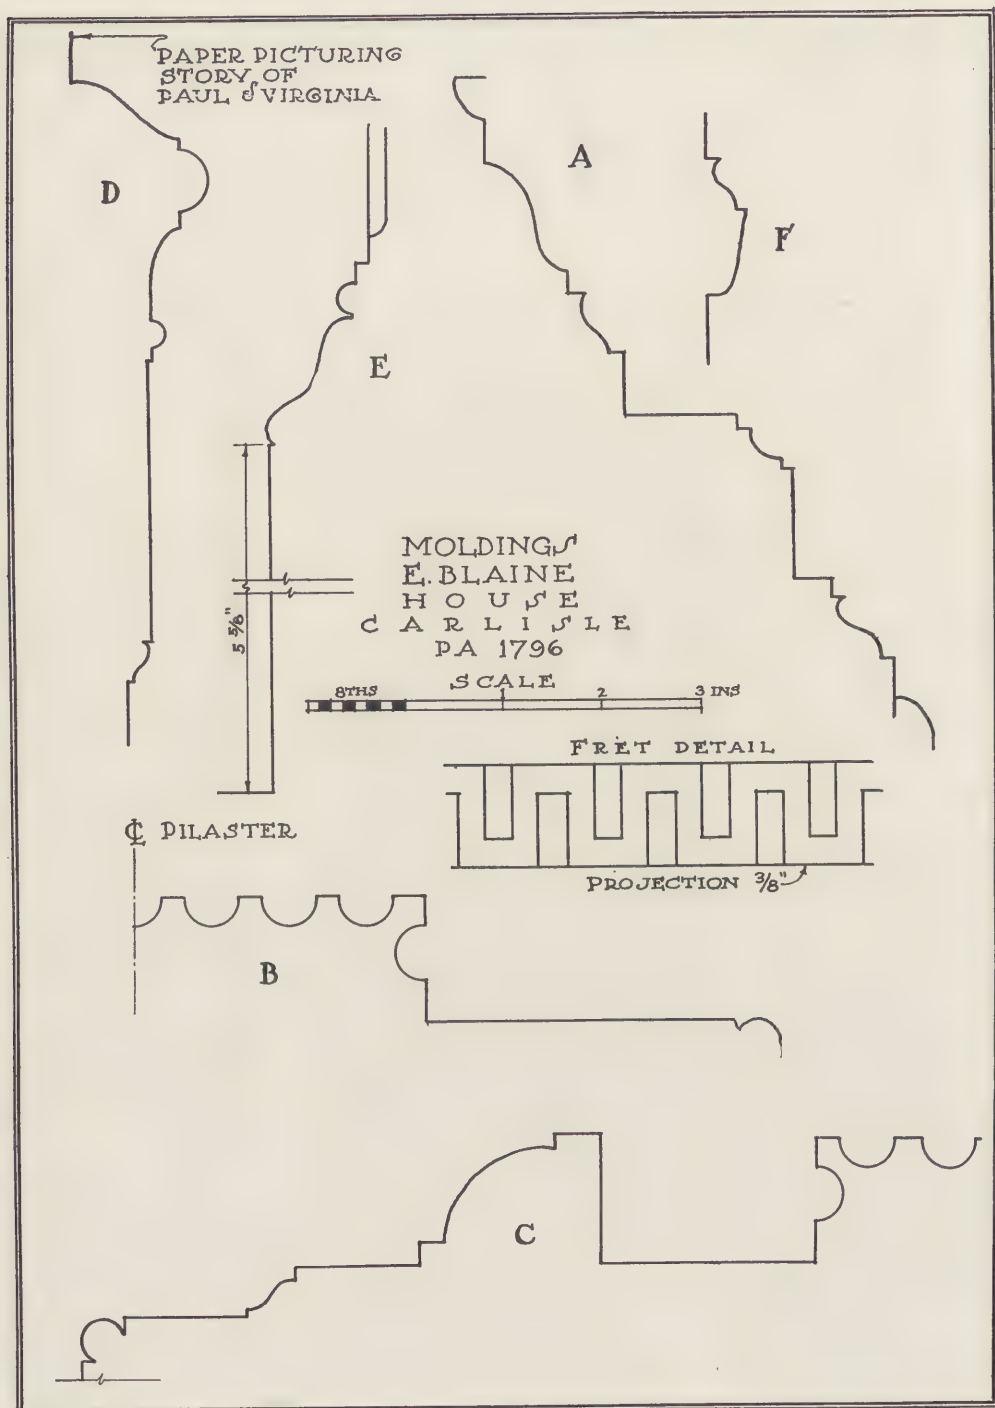 PAPER PICTURING
STORY OF
PAUL & VIRGINIA
D
A
F
E
5 5/8"
MOLDINGS
E. BLAINE
HOUSE
CARLISLE
PA 1796
SCALE
8THS 1 2 3 INS
FRET DETAIL
PROJECTION 3/8"
℄ PILASTER
B
C